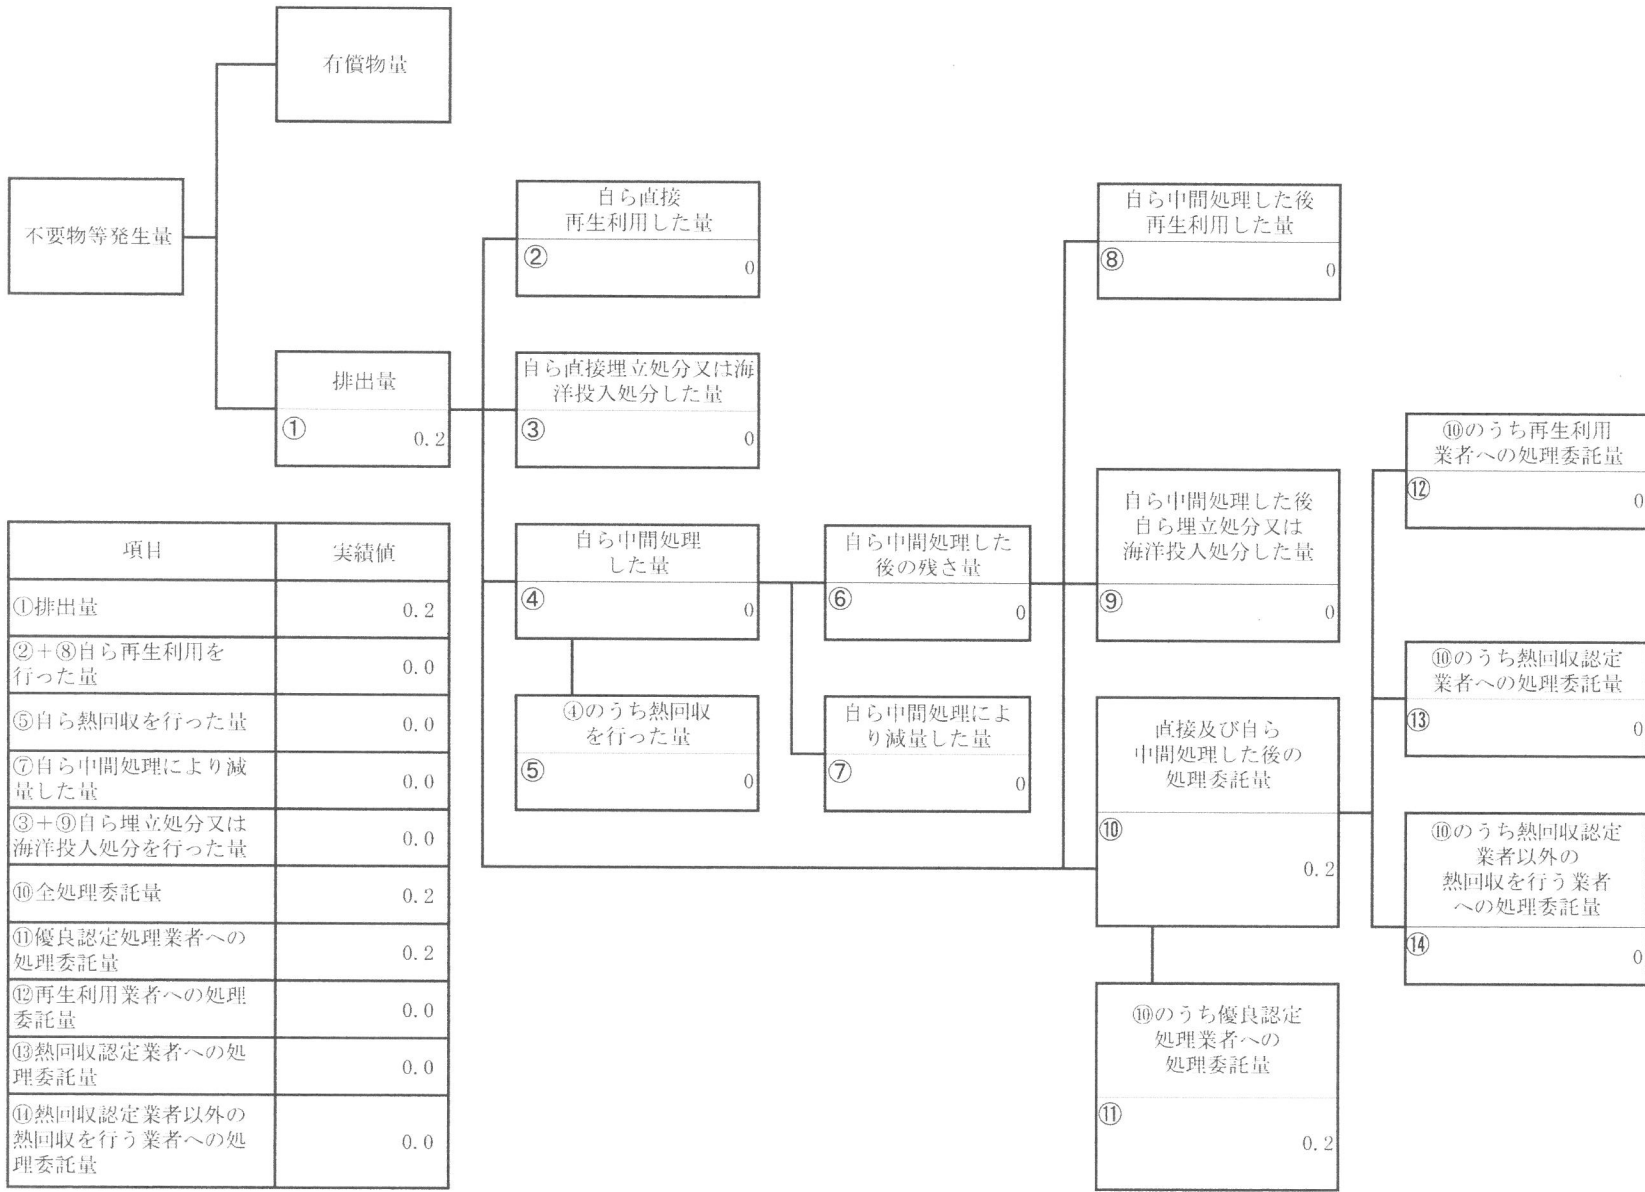 有償物量
不要物等発生量
排出量
①
0.2
自ら直接
再生利用した量
②
0
自ら直接埋立処分又は海
洋投入処分した量
③
0
自ら中間処理
した量
④
0
④のうち熱回収
を行った量
⑤
0
自ら中間処理した
後の残さ量
⑥
0
自ら中間処理によ
り減量した量
⑦
0
自ら中間処理した後
再生利用した量
⑧
0
自ら中間処理した後
自ら埋立処分又は
海洋投入処分した量
⑨
0
直接及び自ら
中間処理した後の
処理委託量
⑩
0.2
⑩のうち優良認定
処理業者への
処理委託量
⑪
0.2
⑩のうち再生利用
業者への処理委託量
⑫
0
⑩のうち熱回収認定
業者への処理委託量
⑬
0
⑩のうち熱回収認定
業者以外の
熱回収を行う業者
への処理委託量
⑭
0
項目 実績値
①排出量 0.2
②+⑧自ら再生利用を
行った量 0.0
⑤自ら熱回収を行った量 0.0
⑦自ら中間処理により減
量した量 0.0
③+⑨自ら埋立処分又は
海洋投入処分を行った量 0.0
⑩全処理委託量 0.2
⑪優良認定処理業者への
処理委託量 0.2
⑫再生利用業者への処理
委託量 0.0
⑬熱回収認定業者への処
理委託量 0.0
⑭熱回収認定業者以外の
熱回収を行う業者への処
理委託量 0.0